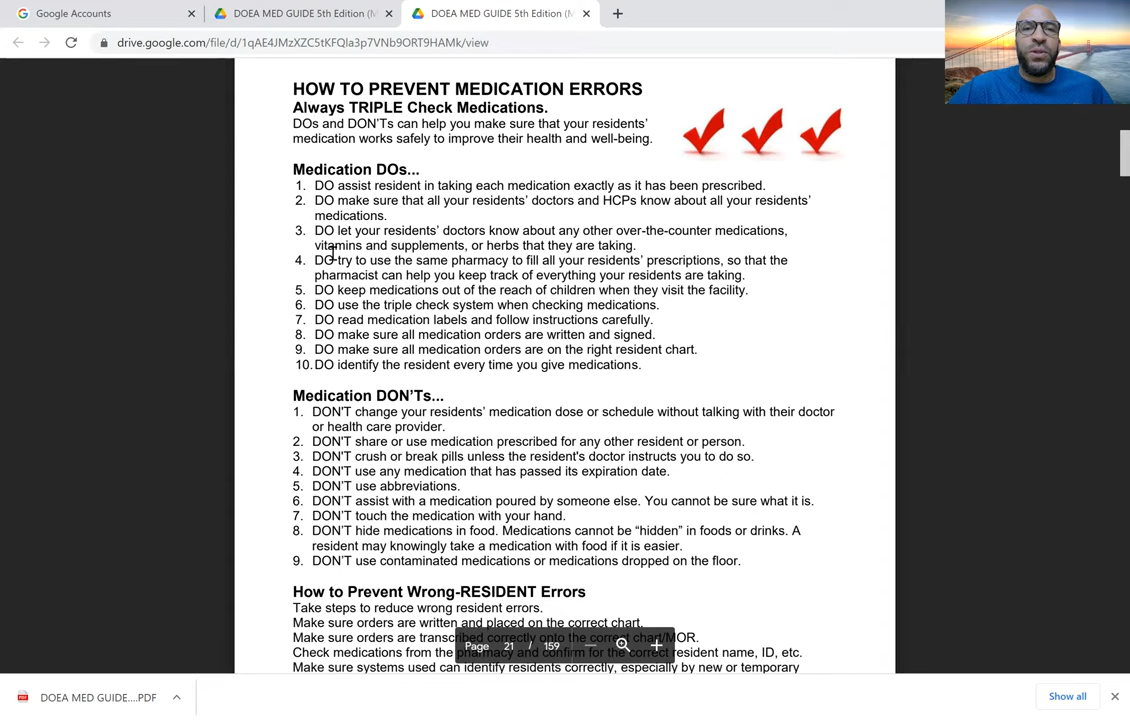 Google Accounts
DOEA MED GUIDE 5th Edition (M
DOEA MED GUIDE 5th Edition (M
drive.google.com/file/d/1qAE4JMzXZC5tKFQIa3p7VNb9ORT9HAMk/view
HOW TO PREVENT MEDICATION ERRORS
Always TRIPLE Check Medications.
DOs and DON'Ts can help you make sure that your residents'
medication works safely to improve their health and well-being.
Medication DOs...
1. DO assist resident in taking each medication exactly as it has been prescribed.
2. DO make sure that all your residents' doctors and HCPs know about all your residents'
medications.
3. DO let your residents' doctors know about any other over-the-counter medications,
vitamins and supplements, or herbs that they are taking.
4. DO try to use the same pharmacy to fill all your residents' prescriptions, so that the
pharmacist can help you keep track of everything your residents are taking.
5. DO keep medications out of the reach of children when they visit the facility.
6. DO use the triple check system when checking medications.
7. DO read medication labels and follow instructions carefully.
8. DO make sure all medication orders are written and signed.
9. DO make sure all medication orders are on the right resident chart.
10. DO identify the resident every time you give medications.
Medication DON'Ts...
1. DON'T change your residents' medication dose or schedule without talking with their doctor
or health care provider.
2. DON'T share or use medication prescribed for any other resident or person.
3. DON'T crush or break pills unless the resident's doctor instructs you to do so.
4. DON'T use any medication that has passed its expiration date.
5. DON'T use abbreviations.
6. DON'T assist with a medication poured by someone else. You cannot be sure what it is.
7. DON'T touch the medication with your hand.
8. DON'T hide medications in food. Medications cannot be "hidden" in foods or drinks. A
resident may knowingly take a medication with food if it is easier.
9. DON'T use contaminated medications or medications dropped on the floor.
How to Prevent Wrong-RESIDENT Errors
Take steps to reduce wrong resident errors.
Make sure orders are written and placed on the correct chart.
Make sure orders are transcribed correctly onto the correct chart/MOR.
Page 21 / 159
Check medications from the pharmacy and confirm for the correct resident name, ID, etc.
Make sure systems used can identify residents correctly, especially by new or temporary
DOEA MED GUIDE....PDF
Show all